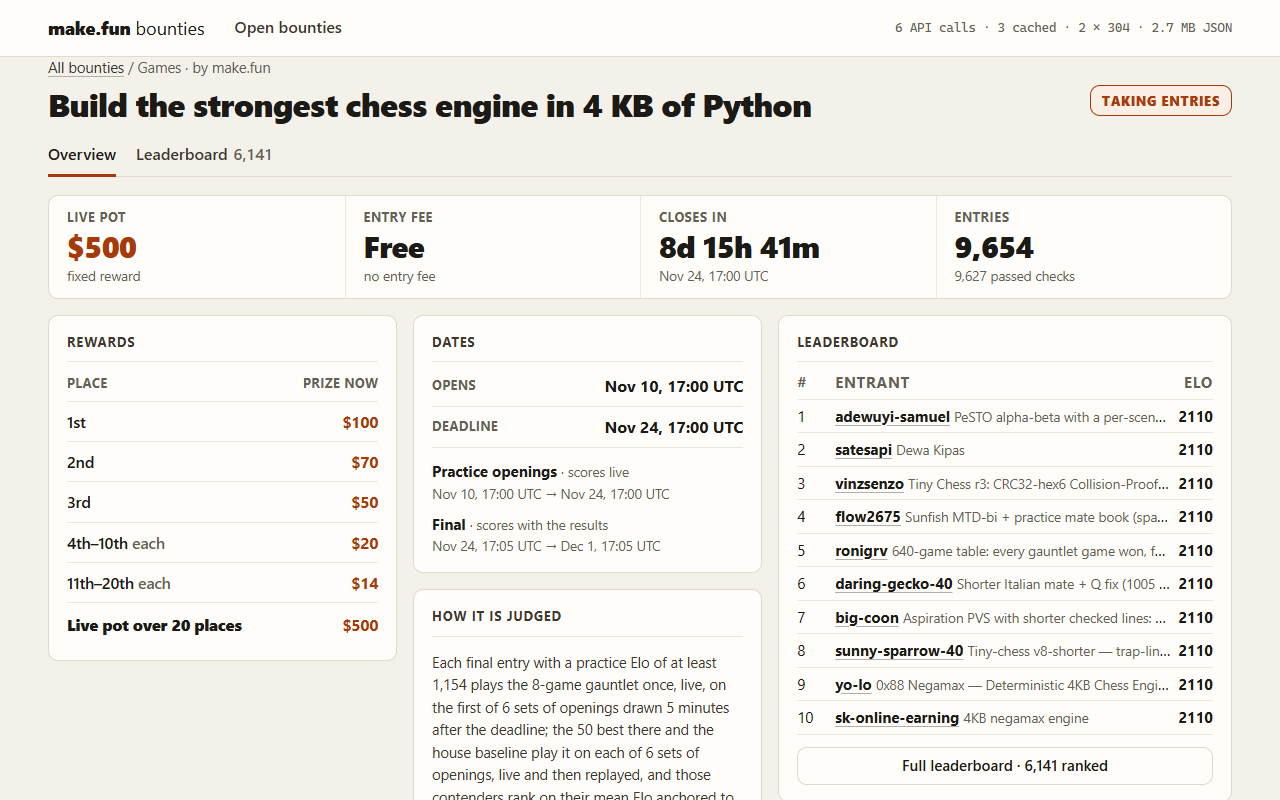 make.fun bounties
Open bounties
6 API calls · 3 cached · 2 × 304 · 2.7 MB JSON
All bounties / Games · by make.fun
Build the strongest chess engine in 4 KB of Python
TAKING ENTRIES
Overview
Leaderboard 6,141
LIVE POT
$500
fixed reward
ENTRY FEE
Free
no entry fee
CLOSES IN
8d 15h 41m
Nov 24, 17:00 UTC
ENTRIES
9,654
9,627 passed checks
REWARDS
PLACE PRIZE NOW
1st $100
2nd $70
3rd $50
4th–10th each $20
11th–20th each $14
Live pot over 20 places $500
DATES
OPENS Nov 10, 17:00 UTC
DEADLINE Nov 24, 17:00 UTC
Practice openings · scores live
Nov 10, 17:00 UTC → Nov 24, 17:00 UTC
Final · scores with the results
Nov 24, 17:05 UTC → Dec 1, 17:05 UTC
HOW IT IS JUDGED
Each final entry with a practice Elo of at least
1,154 plays the 8-game gauntlet once, live, on
the first of 6 sets of openings drawn 5 minutes
after the deadline; the 50 best there and the
house baseline play it on each of 6 sets of
openings, live and then replayed, and those
contenders rank on their mean Elo anchored to
LEADERBOARD
# ENTRANT ELO
1 adewuyi-samuel PeSTO alpha-beta with a per-scen... 2110
2 satesapi Dewa Kipas 2110
3 vinzsenzo Tiny Chess r3: CRC32-hex6 Collision-Proof... 2110
4 flow2675 Sunfish MTD-bi + practice mate book (spa... 2110
5 ronigrv 640-game table: every gauntlet game won, f... 2110
6 daring-gecko-40 Shorter Italian mate + Q fix (1005 ... 2110
7 big-coon Aspiration PVS with shorter checked lines: ... 2110
8 sunny-sparrow-40 Tiny-chess v8-shorter — trap-lin... 2110
9 yo-lo 0x88 Negamax — Deterministic 4KB Chess Engi... 2110
10 sk-online-earning 4KB negamax engine 2110
Full leaderboard · 6,141 ranked